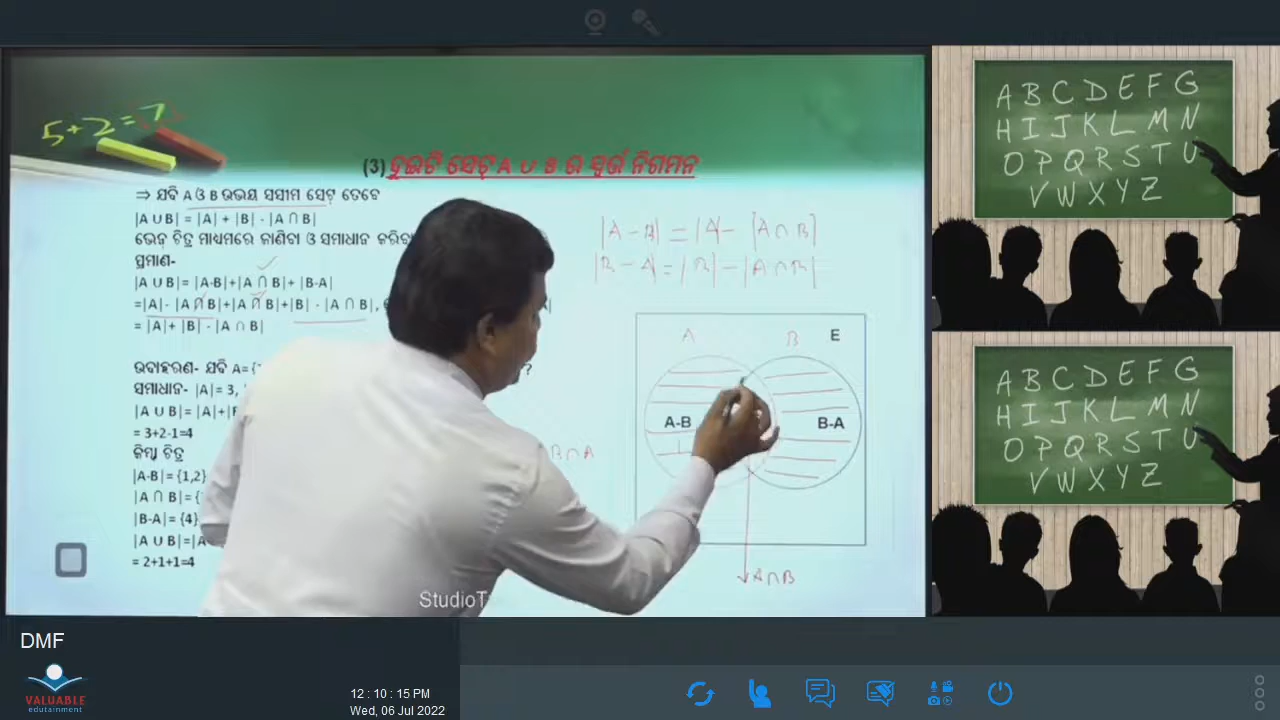 5+2=7
(3) ଦୁଇଟି ସେଟ୍ A ∪ B ର ସୂତ୍ର ନିଗମନ
⇒ ଯଦି A ଓ B ଉଭୟ ସସୀମ ସେଟ୍ ତେବେ
|A ∪ B| = |A| + |B| - |A ∩ B|
ଭେନ୍ ଚିତ୍ର ମାଧ୍ୟମରେ ଜାଣିବା ଓ ସମାଧାନ
ପ୍ରମାଣ-
|A ∪ B| = |A-B|+|A ∩ B|+ |B-A|
=|A|- |A ∩ B|+|A ∩ B|+|B| - |A ∩ B|,
= |A|+ |B| - |A ∩ B|
ଉଦାହରଣ- ଯଦି A= ?
ସମାଧାନ- |A| = 3,
|A ∪ B| = |A|+
= 3+2-1=4
କିମ୍ବା ଚିତ୍ର
|A-B| = {1,2}
|A ∩ B| =
|B-A| = {4}
|A ∪ B|
= 2+1+1=4
|A - B| = |A| - |A ∩ B|
|B - A| = |B| - |A ∩ B|
A B E
A-B B-A
B ∩ A
A ∩ B
StudioT
A B C D E F G
H I J K L M N
O P Q R S T U
V W X Y Z
A B C D E F G
H I J K L M N
O P Q R S T U
V W X Y Z
DMF
VALUABLE
edutainment
12 : 10 : 15 PM
Wed, 06 Jul 2022